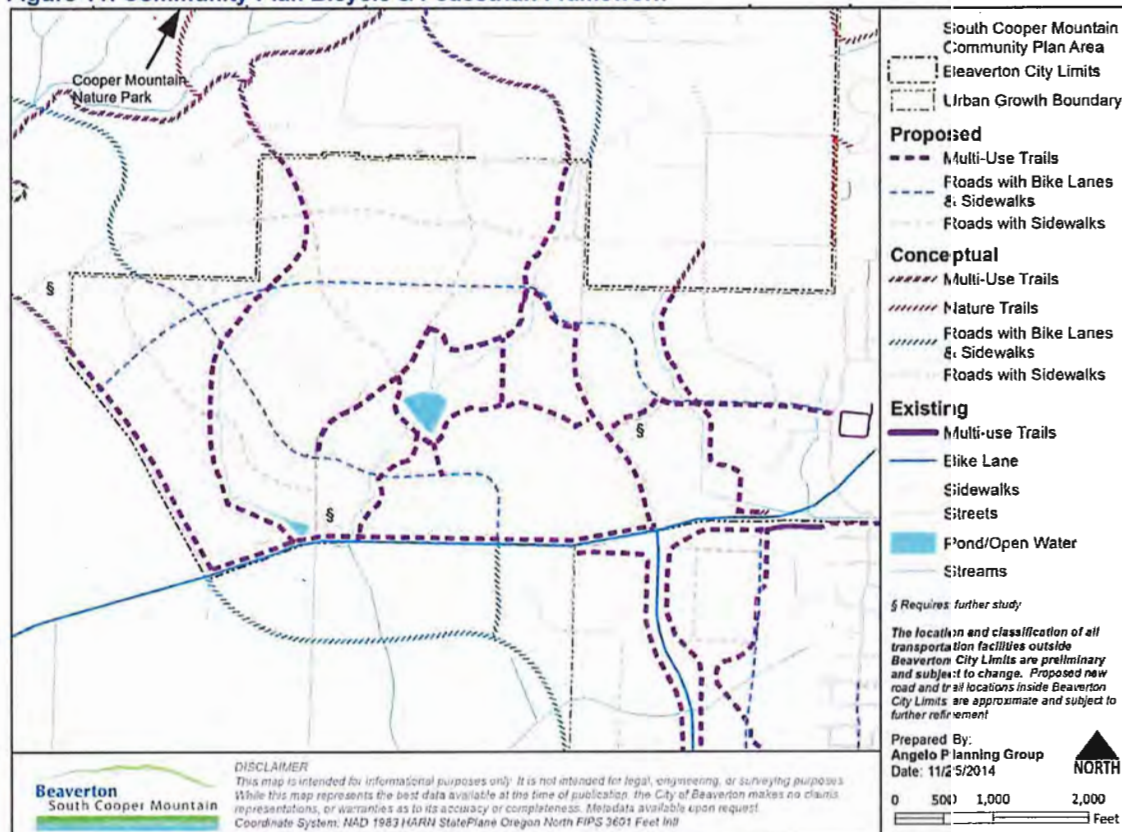 Cooper Mountain
Nature Park
§
§
§
South Cooper Mountain
Community Plan Area
Beaverton City Limits
Urban Growth Boundary
Proposed
Multi-Use Trails
Roads with Bike Lanes
& Sidewalks
Roads with Sidewalks
Conceptual
Multi-Use Trails
Nature Trails
Roads with Bike Lanes
& Sidewalks
Roads with Sidewalks
Existing
Multi-use Trails
Bike Lane
Sidewalks
Streets
Pond/Open Water
Streams
§ Requires further study
The location and classification of all
transportation facilities outside
Beaverton City Limits are preliminary
and subject to change. Proposed new
road and trail locations inside Beaverton
City Limits are approximate and subject to
further refinement
Prepared By:
Angelo Planning Group
Date: 11/25/2014
NORTH
0 500 1,000 2,000
Feet
Beaverton
South Cooper Mountain
DISCLAIMER
This map is intended for informational purposes only. It is not intended for legal, engineering, or surveying purposes.
While this map represents the best data available at the time of publication, the City of Beaverton makes no claims,
representations, or warranties as to its accuracy or completeness. Metadata available upon request.
Coordinate System: NAD 1983 HARN StatePlane Oregon North FIPS 3601 Feet Intl